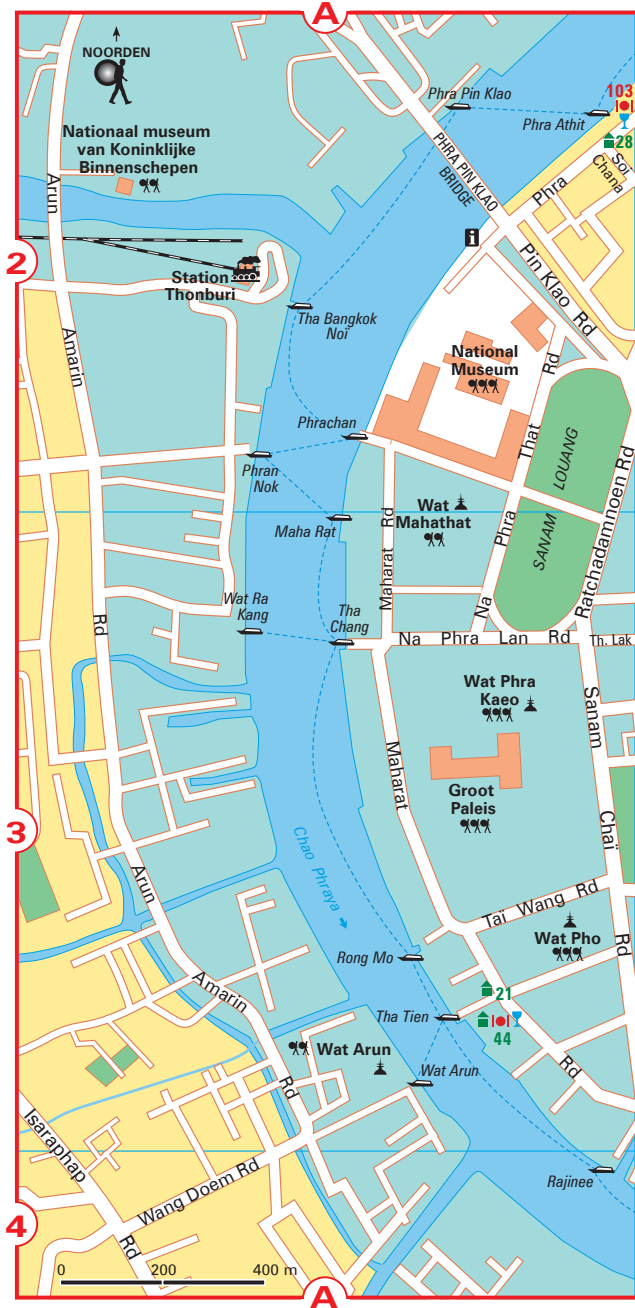 A
NOORDEN
Nationaal museum
van Koninklijke
Binnenschepen
Arun
Phra Pin Klao
Phra Athit
103
28
PHRA PIN KLAO
BRIDGE
Phra
Soi
Chana
i
Pin Klao Rd
2
Station
Thonburi
Tha Bangkok
Noï
Amarin
National
Museum
Phrachan
Phran
Nok
Na Phra That Rd
SANAM LOUANG
Ratchadamnoen Rd
Maha Rat
Maharat Rd
Wat
Mahathat
Wat Ra
Kang
Tha
Chang
Rd
Na Phra Lan Rd
Th. Lak
Wat Phra
Kaeo
Sanam Chaï Rd
Maharat
Groot
Paleis
3
Chao Phraya
Arun
Taï Wang Rd
Wat Pho
Rong Mo
Amarin
21
Tha Tien
44
Rd
Wat Arun
Wat Arun
Rd
Isaraphap
Rd
Wang Doem Rd
Rajinee
4
0 200 400 m
A